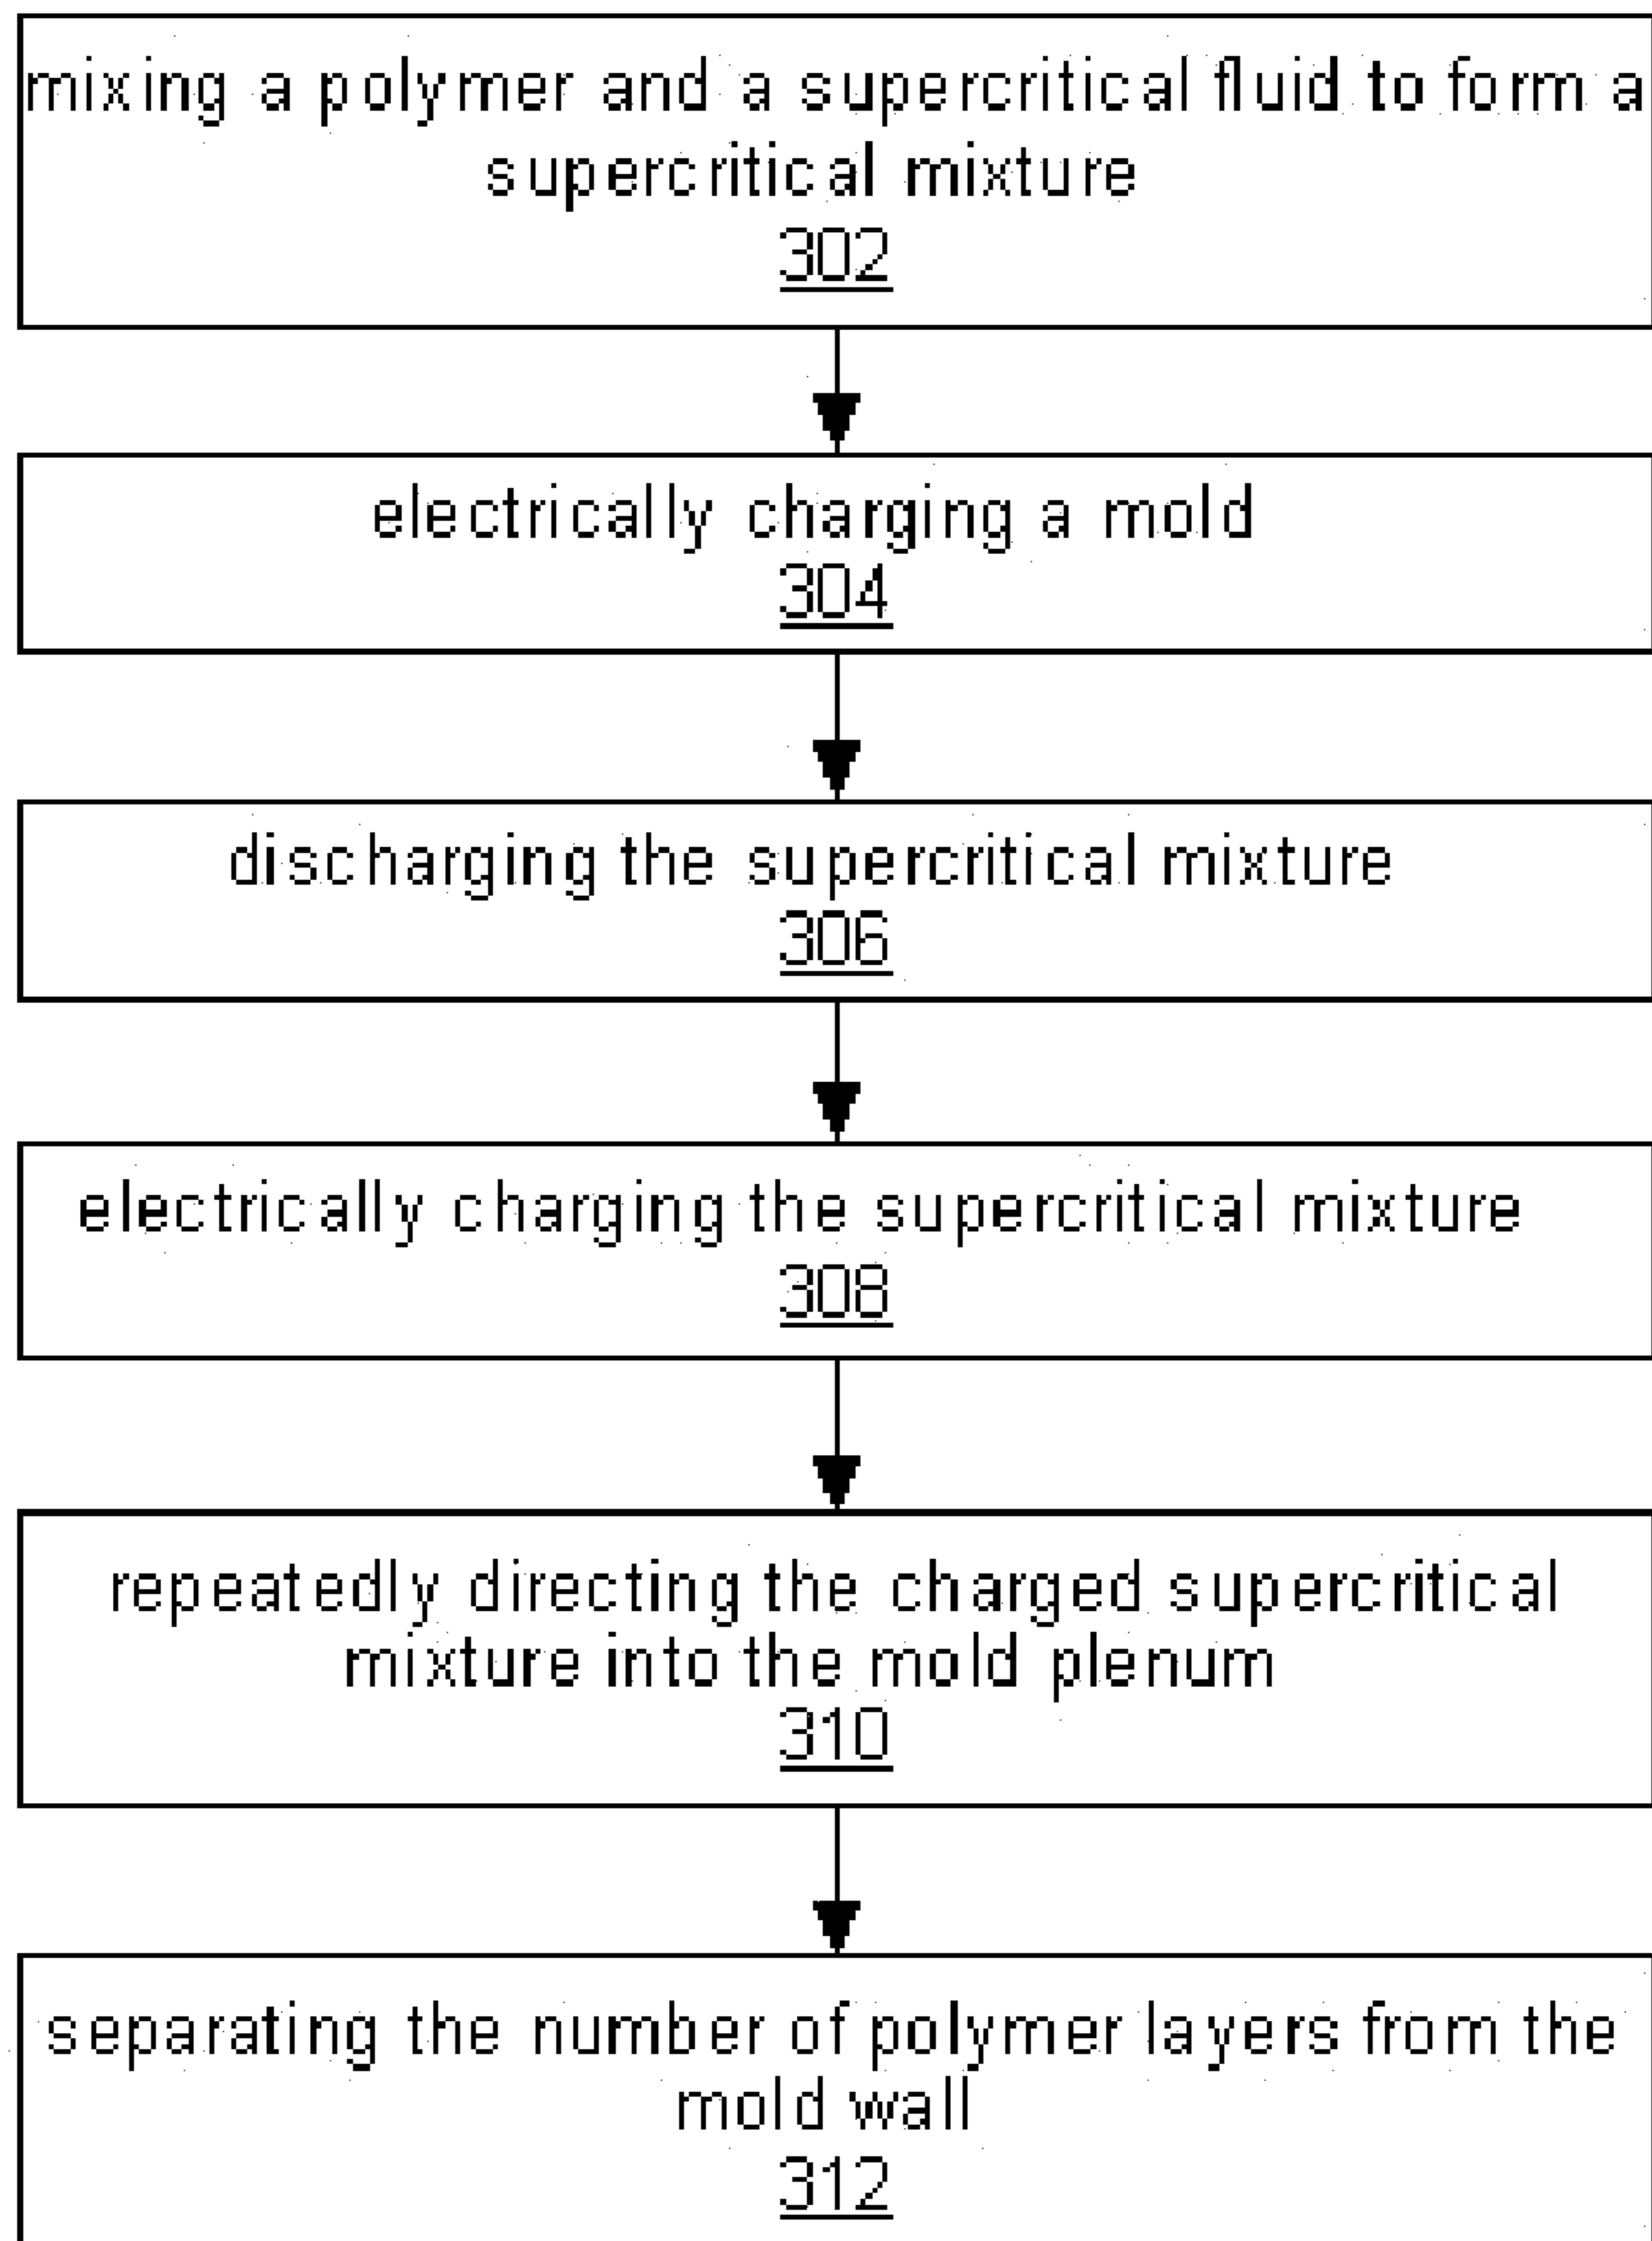 mixing a polymer and a supercritical fluid to form a
supercritical mixture
302
electrically charging a mold
304
discharging the supercritical mixture
306
electrically charging the supercritical mixture
308
repeatedly directing the charged supercritical
mixture into the mold plenum
310
separating the number of polymer layers from the
mold wall
312